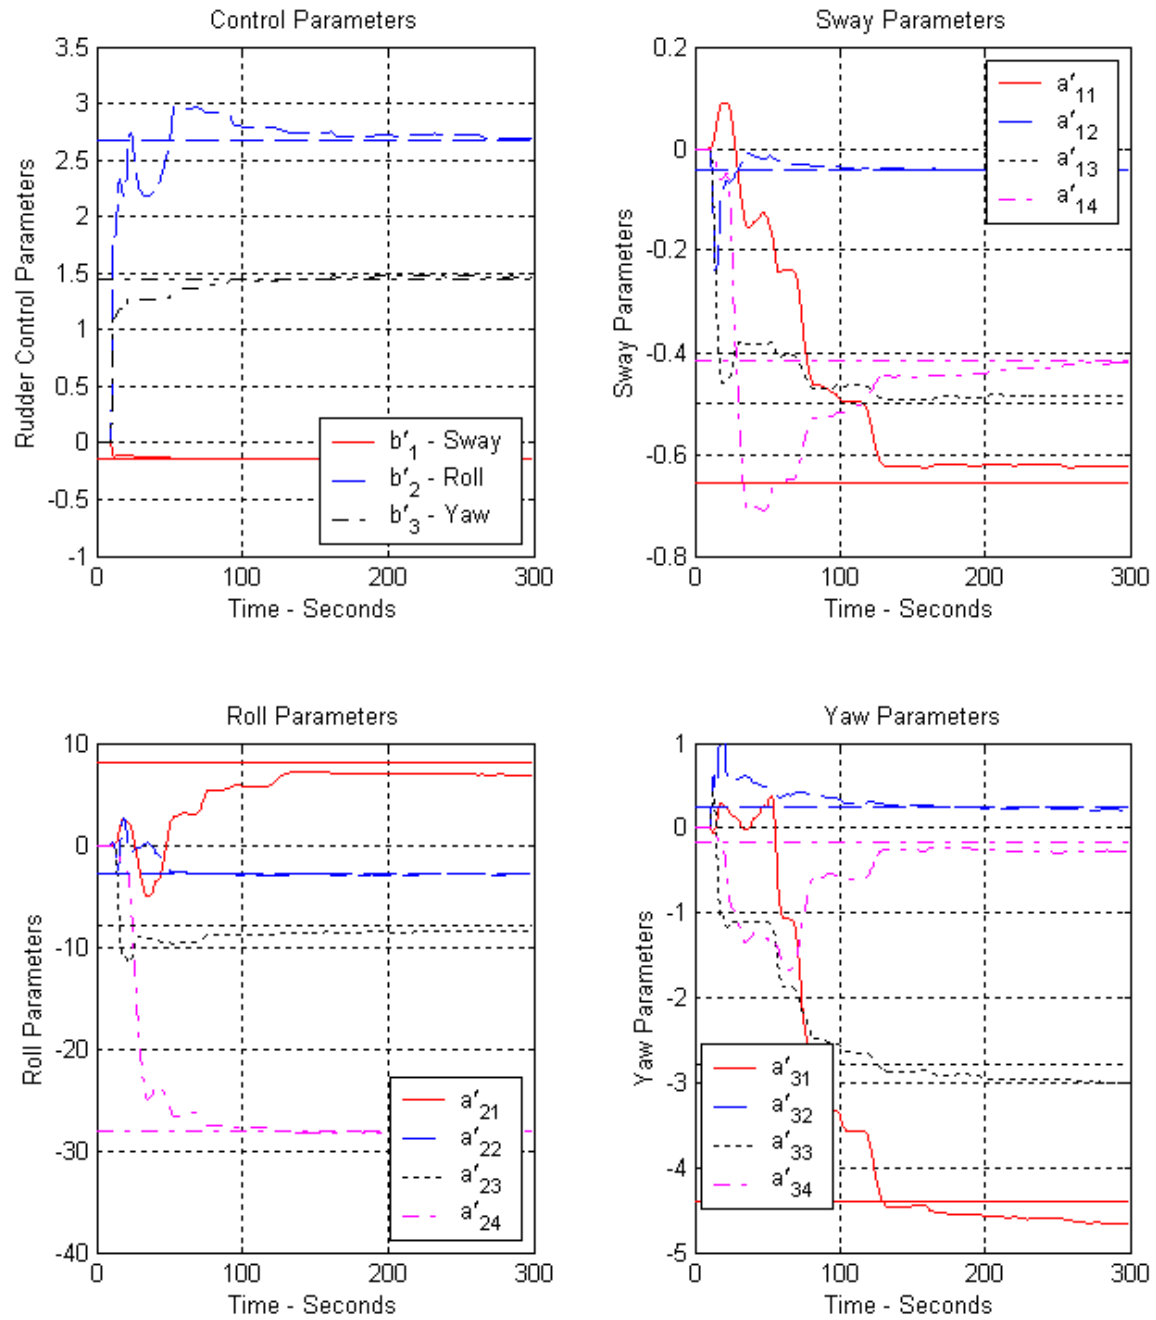 Control Parameters
3.5
3
2.5
2
1.5
1
0.5
0
-0.5
-1
Rudder Control Parameters
b′1 - Sway
b′2 - Roll
b′3 - Yaw
0 100 200 300
Time - Seconds
Sway Parameters
0.2
0
-0.2
-0.4
-0.6
-0.8
Sway Parameters
a′11
a′12
a′13
a′14
0 100 200 300
Time - Seconds
Roll Parameters
10
0
-10
-20
-30
-40
Roll Parameters
a′21
a′22
a′23
a′24
0 100 200 300
Time - Seconds
Yaw Parameters
1
0
-1
-2
-3
-4
-5
Yaw Parameters
a′31
a′32
a′33
a′34
0 100 200 300
Time - Seconds